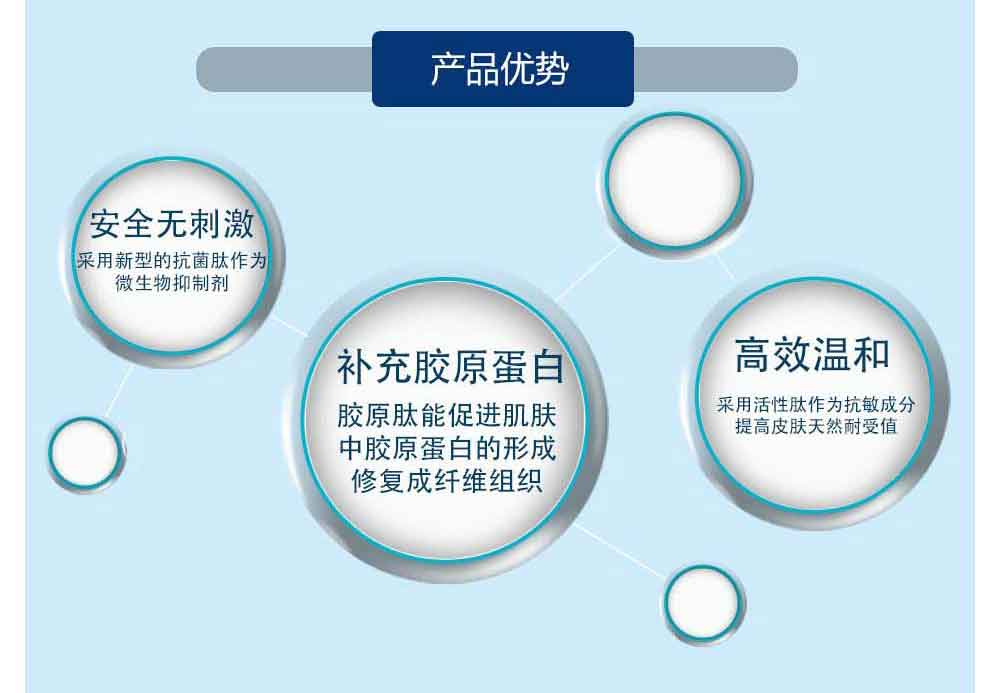 产品优势
安全无刺激
采用新型的抗菌肽作为
微生物抑制剂
补充胶原蛋白
胶原肽能促进肌肤
中胶原蛋白的形成
修复成纤维组织
高效温和
采用活性肽作为抗敏成分
提高皮肤天然耐受值